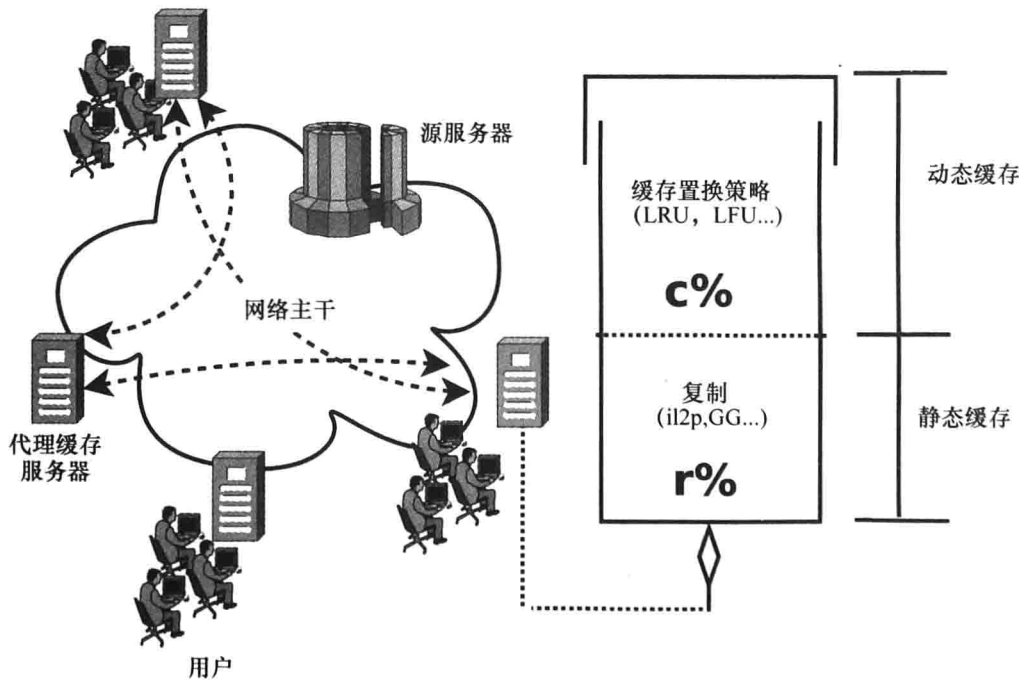 源服务器
网络主干
代理缓存
服务器
用户
缓存置换策略
(LRU，LFU...)
c%
复制
(il2p,GG...)
r%
动态缓存
静态缓存